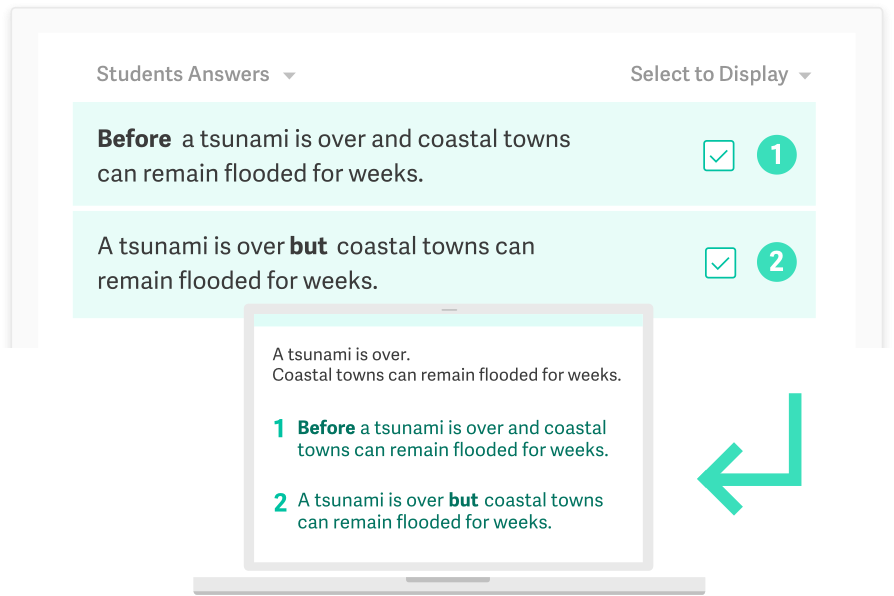 Students Answers
Select to Display
Before a tsunami is over and coastal towns
can remain flooded for weeks.
1
A tsunami is over but coastal towns can
remain flooded for weeks.
2
A tsunami is over.
Coastal towns can remain flooded for weeks.
1 Before a tsunami is over and coastal
towns can remain flooded for weeks.
2 A tsunami is over but coastal towns
can remain flooded for weeks.